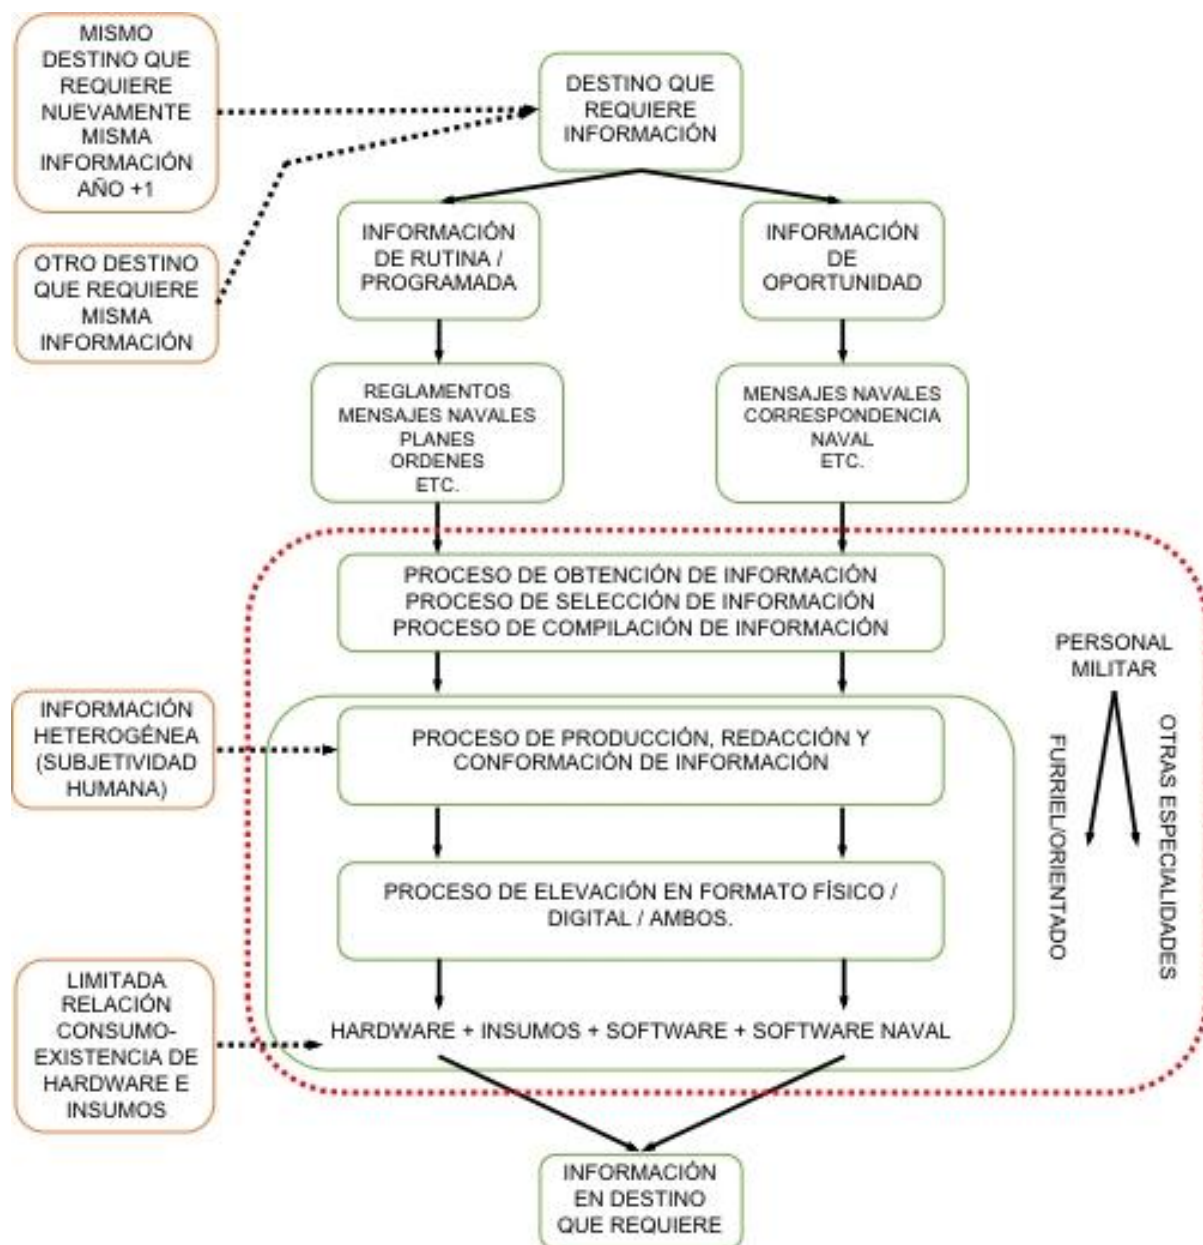 MISMO
DESTINO QUE
REQUIERE
NUEVAMENTE
MISMA
INFORMACIÓN
AÑO +1
DESTINO QUE
REQUIERE
INFORMACIÓN
OTRO DESTINO
QUE REQUIERE
MISMA
INFORMACIÓN
INFORMACIÓN
DE RUTINA /
PROGRAMADA
INFORMACIÓN
DE
OPORTUNIDAD
REGLAMENTOS
MENSAJES NAVALES
PLANES
ORDENES
ETC.
MENSAJES NAVALES
CORRESPONDENCIA
NAVAL
ETC.
PROCESO DE OBTENCIÓN DE INFORMACIÓN
PROCESO DE SELECCIÓN DE INFORMACIÓN
PROCESO DE COMPILACIÓN DE INFORMACIÓN
PERSONAL
MILITAR
FURRIEL/ORIENTADO
OTRAS ESPECIALIDADES
INFORMACIÓN
HETEROGÉNEA
(SUBJETIVIDAD
HUMANA)
PROCESO DE PRODUCCIÓN, REDACCIÓN Y
CONFORMACIÓN DE INFORMACIÓN
PROCESO DE ELEVACIÓN EN FORMATO FÍSICO /
DIGITAL / AMBOS.
LIMITADA
RELACIÓN
CONSUMO-
EXISTENCIA DE
HARDWARE E
INSUMOS
HARDWARE + INSUMOS + SOFTWARE + SOFTWARE NAVAL
INFORMACIÓN
EN DESTINO
QUE REQUIERE